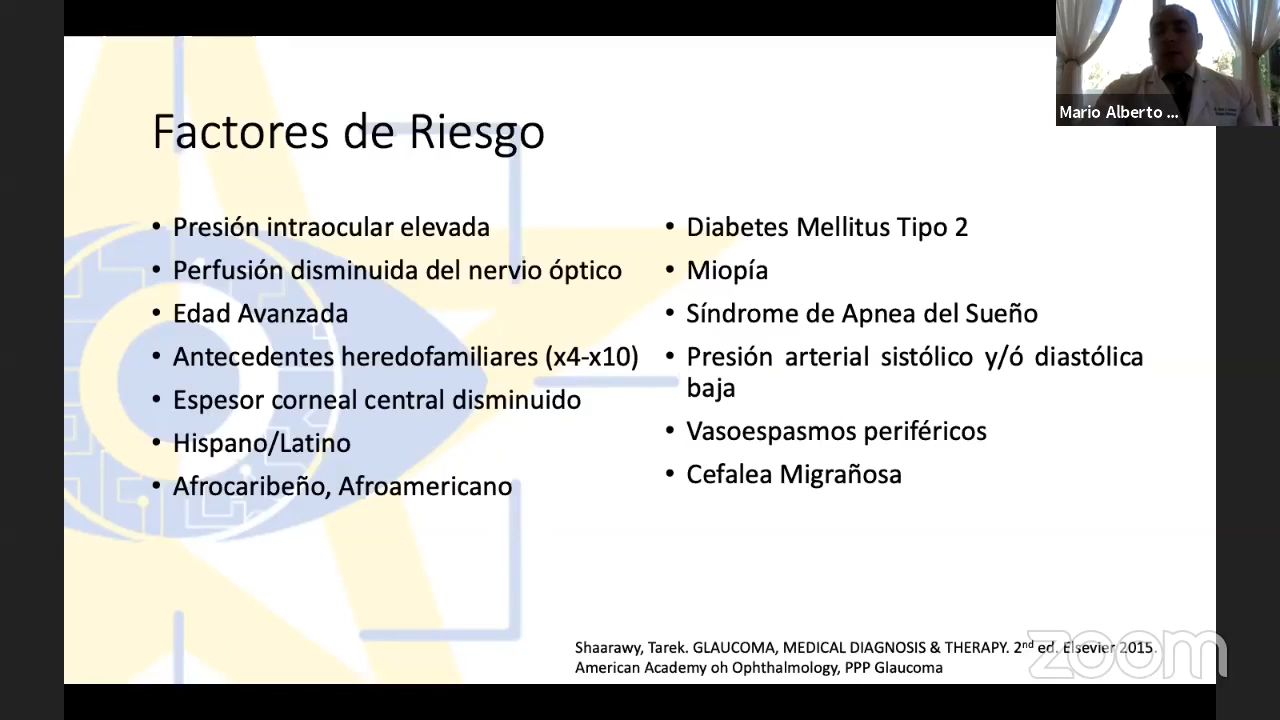 Factores de Riesgo
• Presión intraocular elevada
• Perfusión disminuida del nervio óptico
• Edad Avanzada
• Antecedentes heredofamiliares (x4-x10)
• Espesor corneal central disminuido
• Hispano/Latino
• Afrocaribeño, Afroamericano
• Diabetes Mellitus Tipo 2
• Miopía
• Síndrome de Apnea del Sueño
• Presión arterial sistólico y/ó diastólica
baja
• Vasoespasmos periféricos
• Cefalea Migrañosa
Shaarawy, Tarek. GLAUCOMA, MEDICAL DIAGNOSIS & THERAPY. 2nd ed. Elsevier 2015.
American Academy oh Ophthalmology, PPP Glaucoma
Mario Alberto ...
zoom